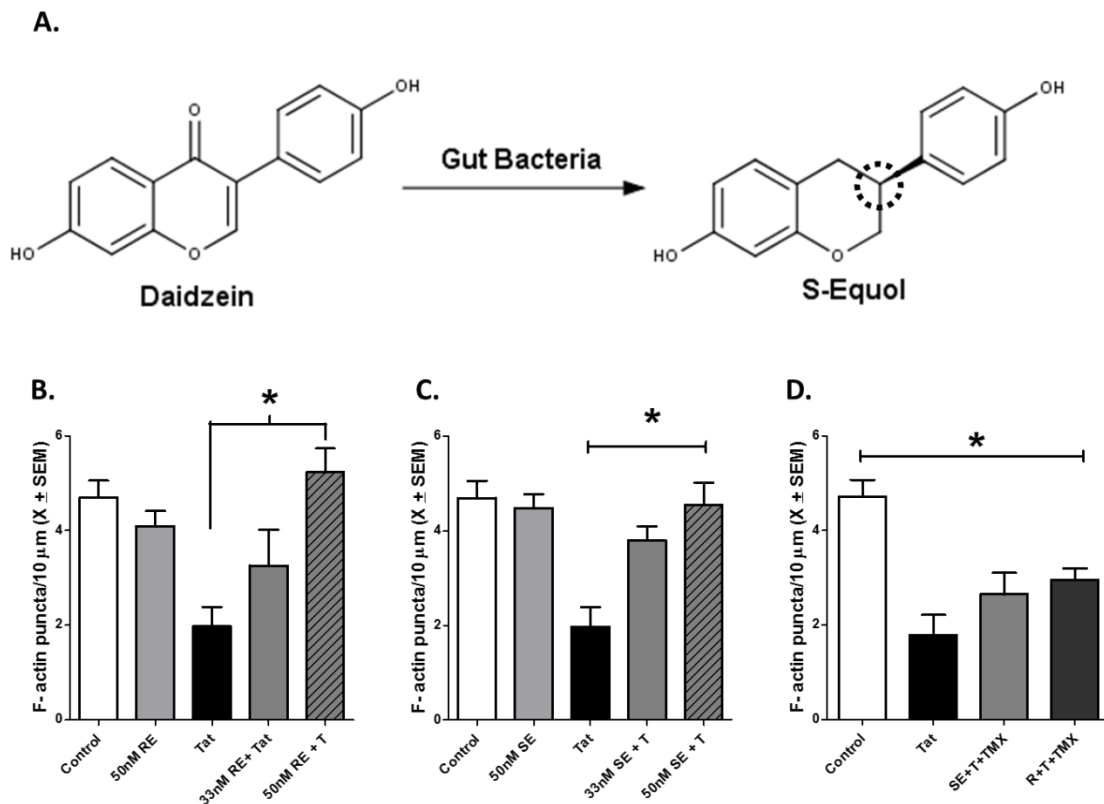 A.
OH
O
HO
O
Daidzein
Gut Bacteria
OH
HO
O
S-Equol
B.
*
F- actin puncta/10 μm (X ± SEM)
6
4
2
0
Control
50nM RE
Tat
33nM RE+ Tat
50nM RE + T
C.
*
F- actin puncta/10 μm (X ± SEM)
6
4
2
0
Control
50nM SE
Tat
33nM SE + T
50nM SE + T
D.
*
F- actin puncta/10 μm (X ± SEM)
6
4
2
0
Control
Tat
SE+T+TMX
R+T+TMX